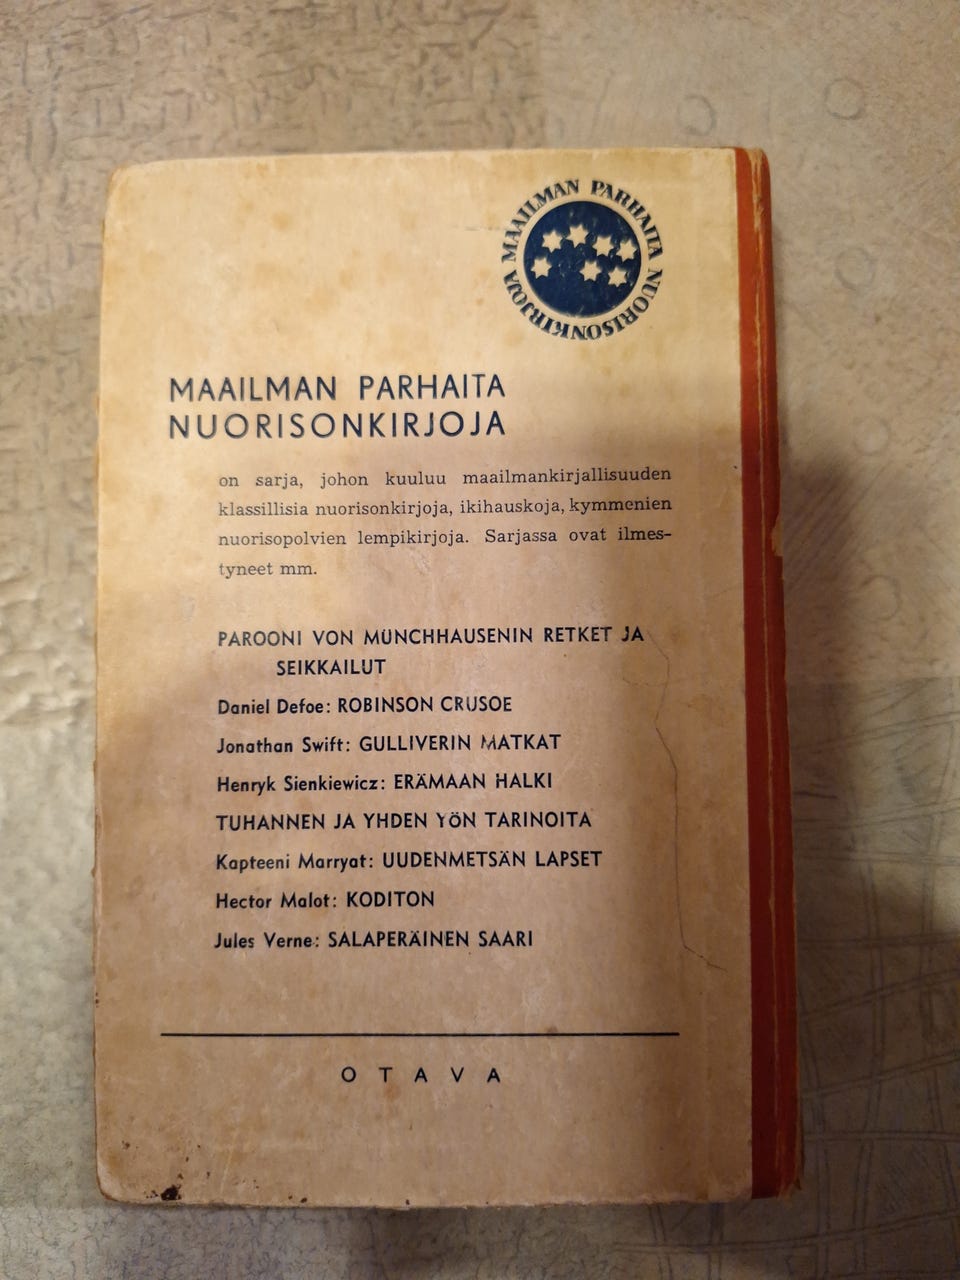 MAAILMAN PARHAITA NUORISONKIRJOJA
MAAILMAN PARHAITA
NUORISONKIRJOJA
on sarja, johon kuuluu maailmankirjallisuuden
klassillisia nuorisonkirjoja, ikihauskoja, kymmenien
nuorisopolvien lempikirjoja. Sarjassa ovat ilmes-
tyneet mm.
PAROONI VON MÜNCHHAUSENIN RETKET JA
SEIKKAILUT
Daniel Defoe: ROBINSON CRUSOE
Jonathan Swift: GULLIVERIN MATKAT
Henryk Sienkiewicz: ERÄMAAN HALKI
TUHANNEN JA YHDEN YÖN TARINOITA
Kapteeni Marryat: UUDENMETSÄN LAPSET
Hector Malot: KODITON
Jules Verne: SALAPERÄINEN SAARI
OTAVA